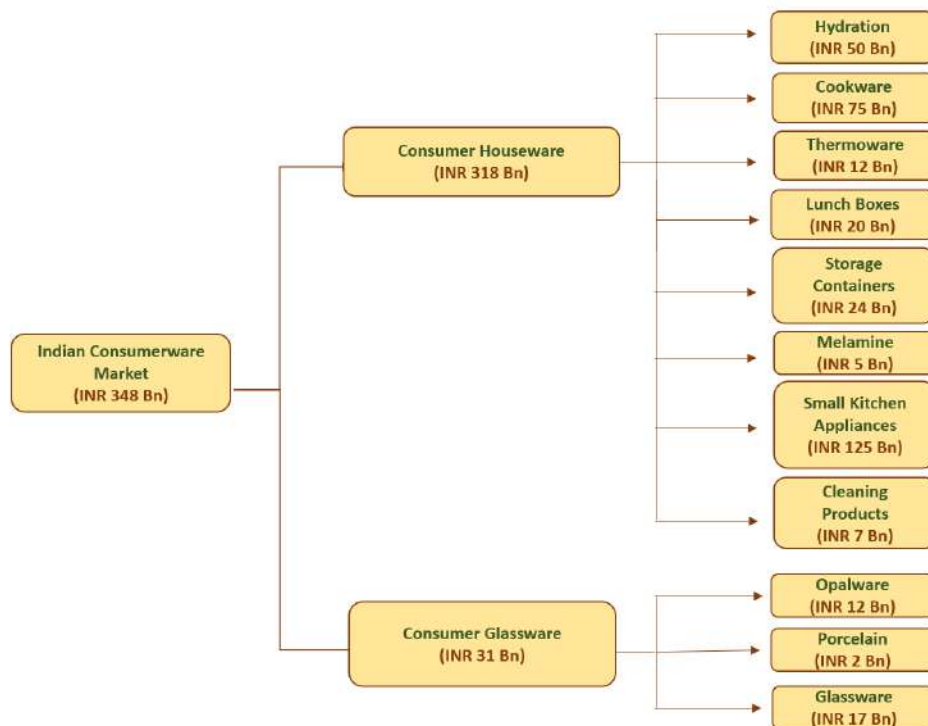 Hydration
(INR 50 Bn)
Cookware
(INR 75 Bn)
Consumer Houseware
(INR 318 Bn)
Thermoware
(INR 12 Bn)
Lunch Boxes
(INR 20 Bn)
Storage
Containers
(INR 24 Bn)
Indian Consumerware
Market
(INR 348 Bn)
Melamine
(INR 5 Bn)
Small Kitchen
Appliances
(INR 125 Bn)
Cleaning
Products
(INR 7 Bn)
Consumer Glassware
(INR 31 Bn)
Opalware
(INR 12 Bn)
Porcelain
(INR 2 Bn)
Glassware
(INR 17 Bn)